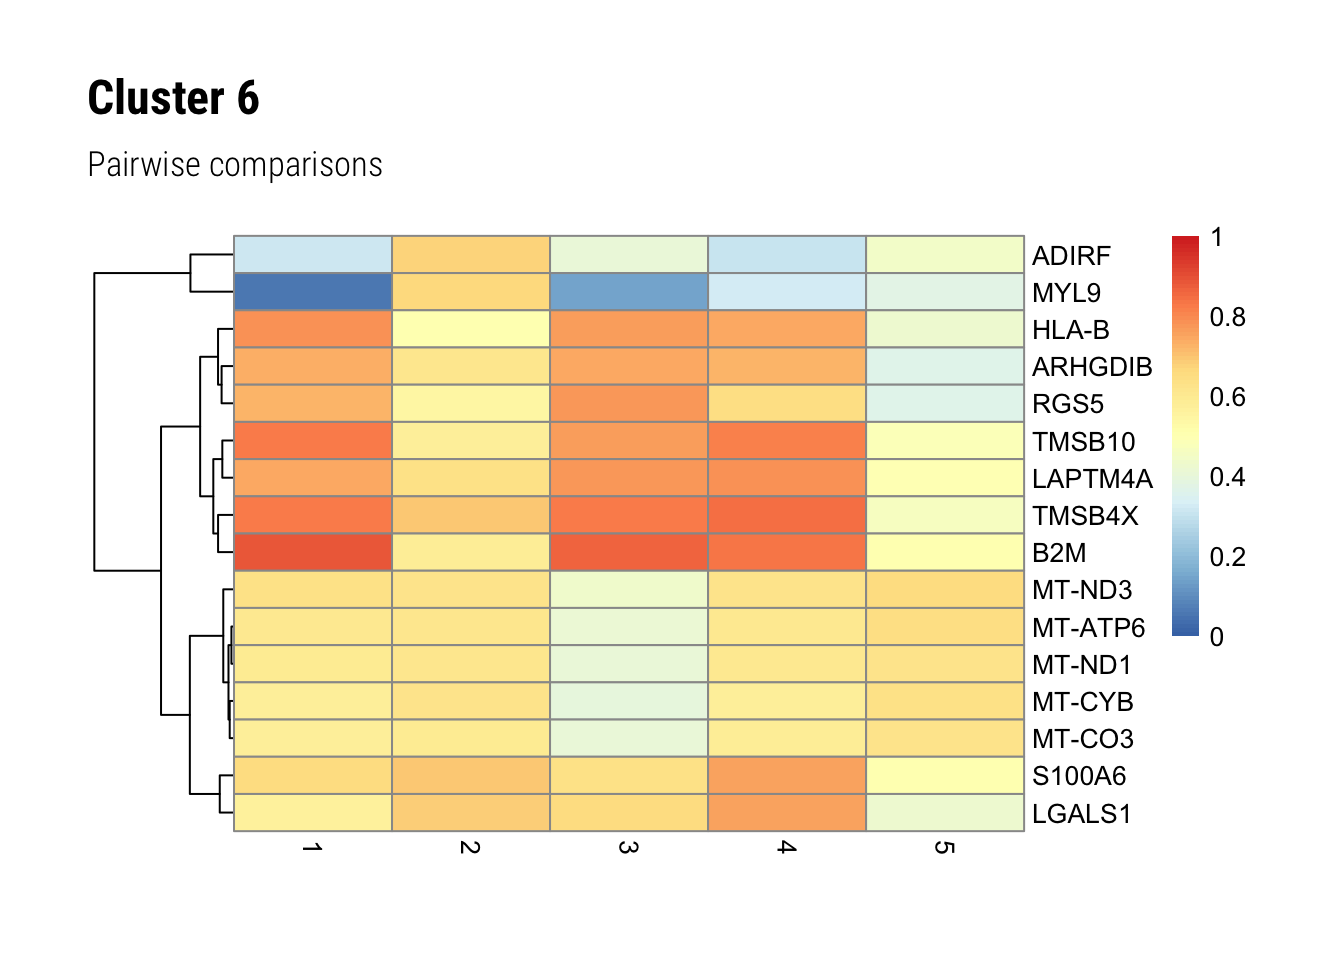 Cluster 6
Pairwise comparisons
ADIRF
MYL9
HLA-B
ARHGDIB
RGS5
TMSB10
LAPTM4A
TMSB4X
B2M
MT-ND3
MT-ATP6
MT-ND1
MT-CYB
MT-CO3
S100A6
LGALS1
1
0.8
0.6
0.4
0.2
0
1 2 3 4 5